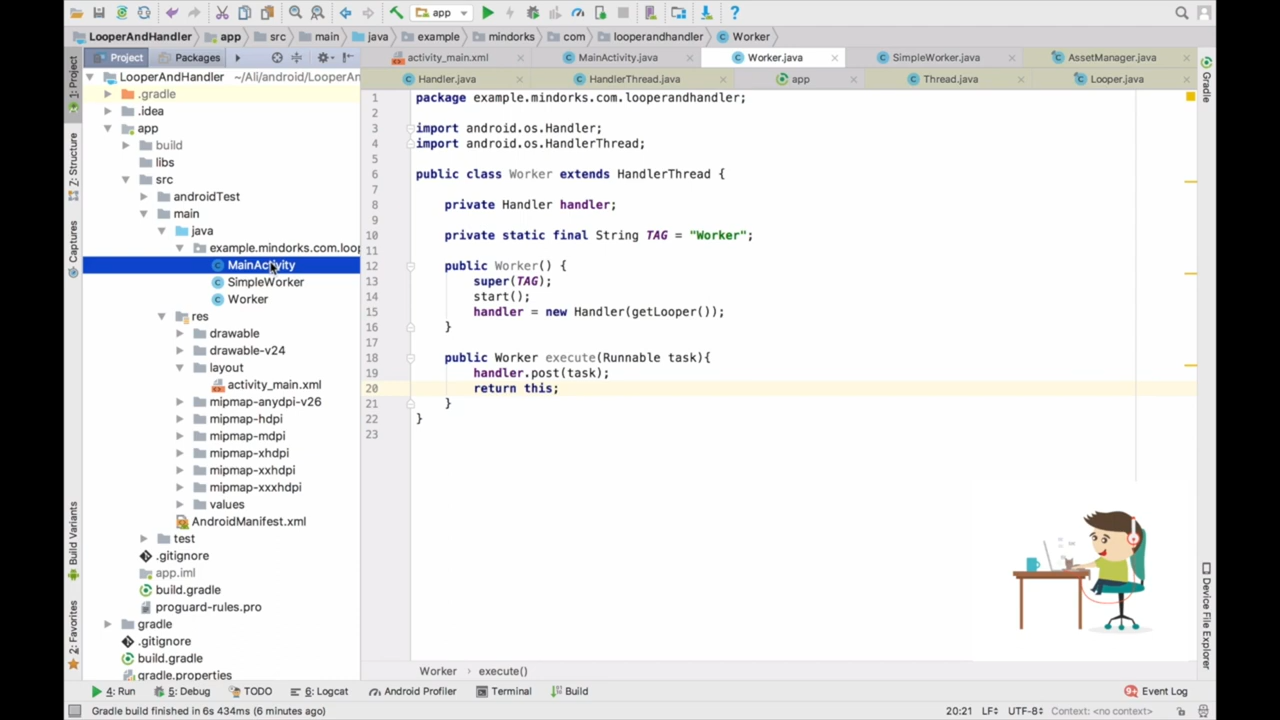 app
LooperAndHandler app src main java example mindorks com looperandhandler Worker
Project Packages
activity_main.xml MainActivity.java Worker.java SimpleWorker.java AssetManager.java
Handler.java HandlerThread.java app Thread.java Looper.java
1: Project
Z: Structure
Captures
Build Variants
2: Favorites
LooperAndHandler ~/Ali/android/LooperAn
.gradle
.idea
app
build
libs
src
androidTest
main
java
example.mindorks.com.loop
MainActivity
SimpleWorker
Worker
res
drawable
drawable-v24
layout
activity_main.xml
mipmap-anydpi-v26
mipmap-hdpi
mipmap-mdpi
mipmap-xhdpi
mipmap-xxhdpi
mipmap-xxxhdpi
values
AndroidManifest.xml
test
.gitignore
app.iml
build.gradle
proguard-rules.pro
gradle
.gitignore
build.gradle
gradle.properties
1 package example.mindorks.com.looperandhandler;
2
3 import android.os.Handler;
4 import android.os.HandlerThread;
5
6 public class Worker extends HandlerThread {
7
8 private Handler handler;
9
10 private static final String TAG = "Worker";
11
12 public Worker() {
13 super(TAG);
14 start();
15 handler = new Handler(getLooper());
16 }
17
18 public Worker execute(Runnable task){
19 handler.post(task);
20 return this;
21 }
22 }
23
Gradle
Device File Explorer
Worker › execute()
4: Run 5: Debug TODO 6: Logcat Android Profiler Terminal Build Event Log
Gradle build finished in 6s 434ms (6 minutes ago) 20:21 LF UTF-8 Context: <no context>